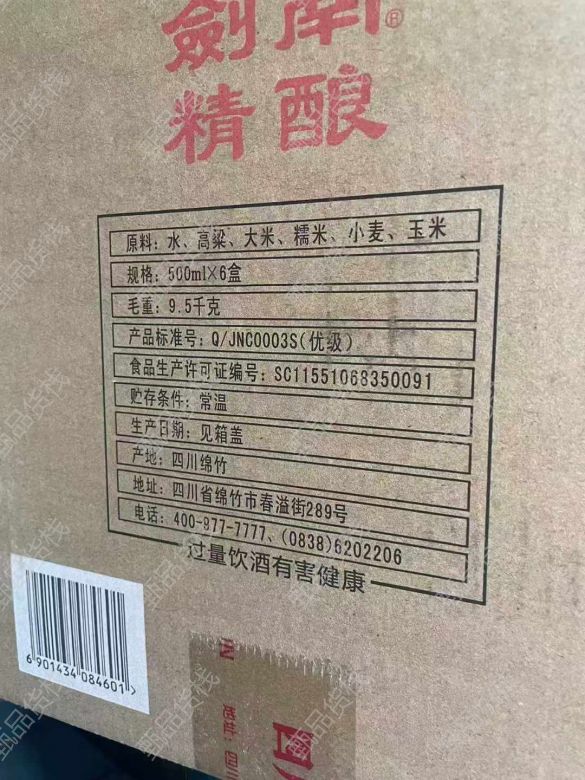 劍南®
精酿
原料：水、高粱、大米、糯米、小麦、玉米
规格：500ml×6盒
毛重：9.5千克
产品标准号：Q/JNC0003S(优级)
食品生产许可证编号：SC11551068350091
贮存条件：常温
生产日期：见箱盖
产地：四川绵竹
地址：四川省绵竹市春溢街289号
电话：400-977-7777、(0838)6202206
过量饮酒有害健康
6 901434 084601 >
甄品货栈